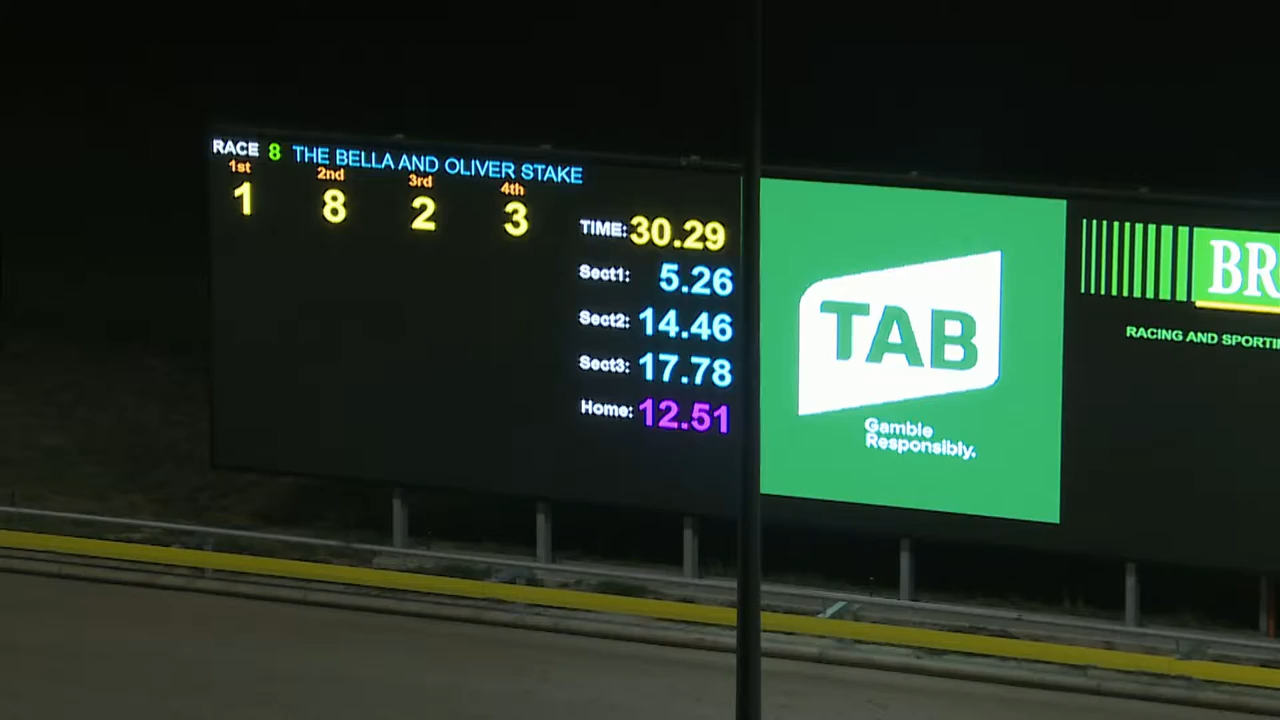 RACE 8 THE BELLA AND OLIVER STAKE
1st 2nd 3rd 4th
1 8 2 3
TIME: 30.29
Sect1: 5.26
Sect2: 14.46
Sect3: 17.78
Home: 12.51
TAB
Gamble
Responsibly.
BR
RACING AND SPORTI